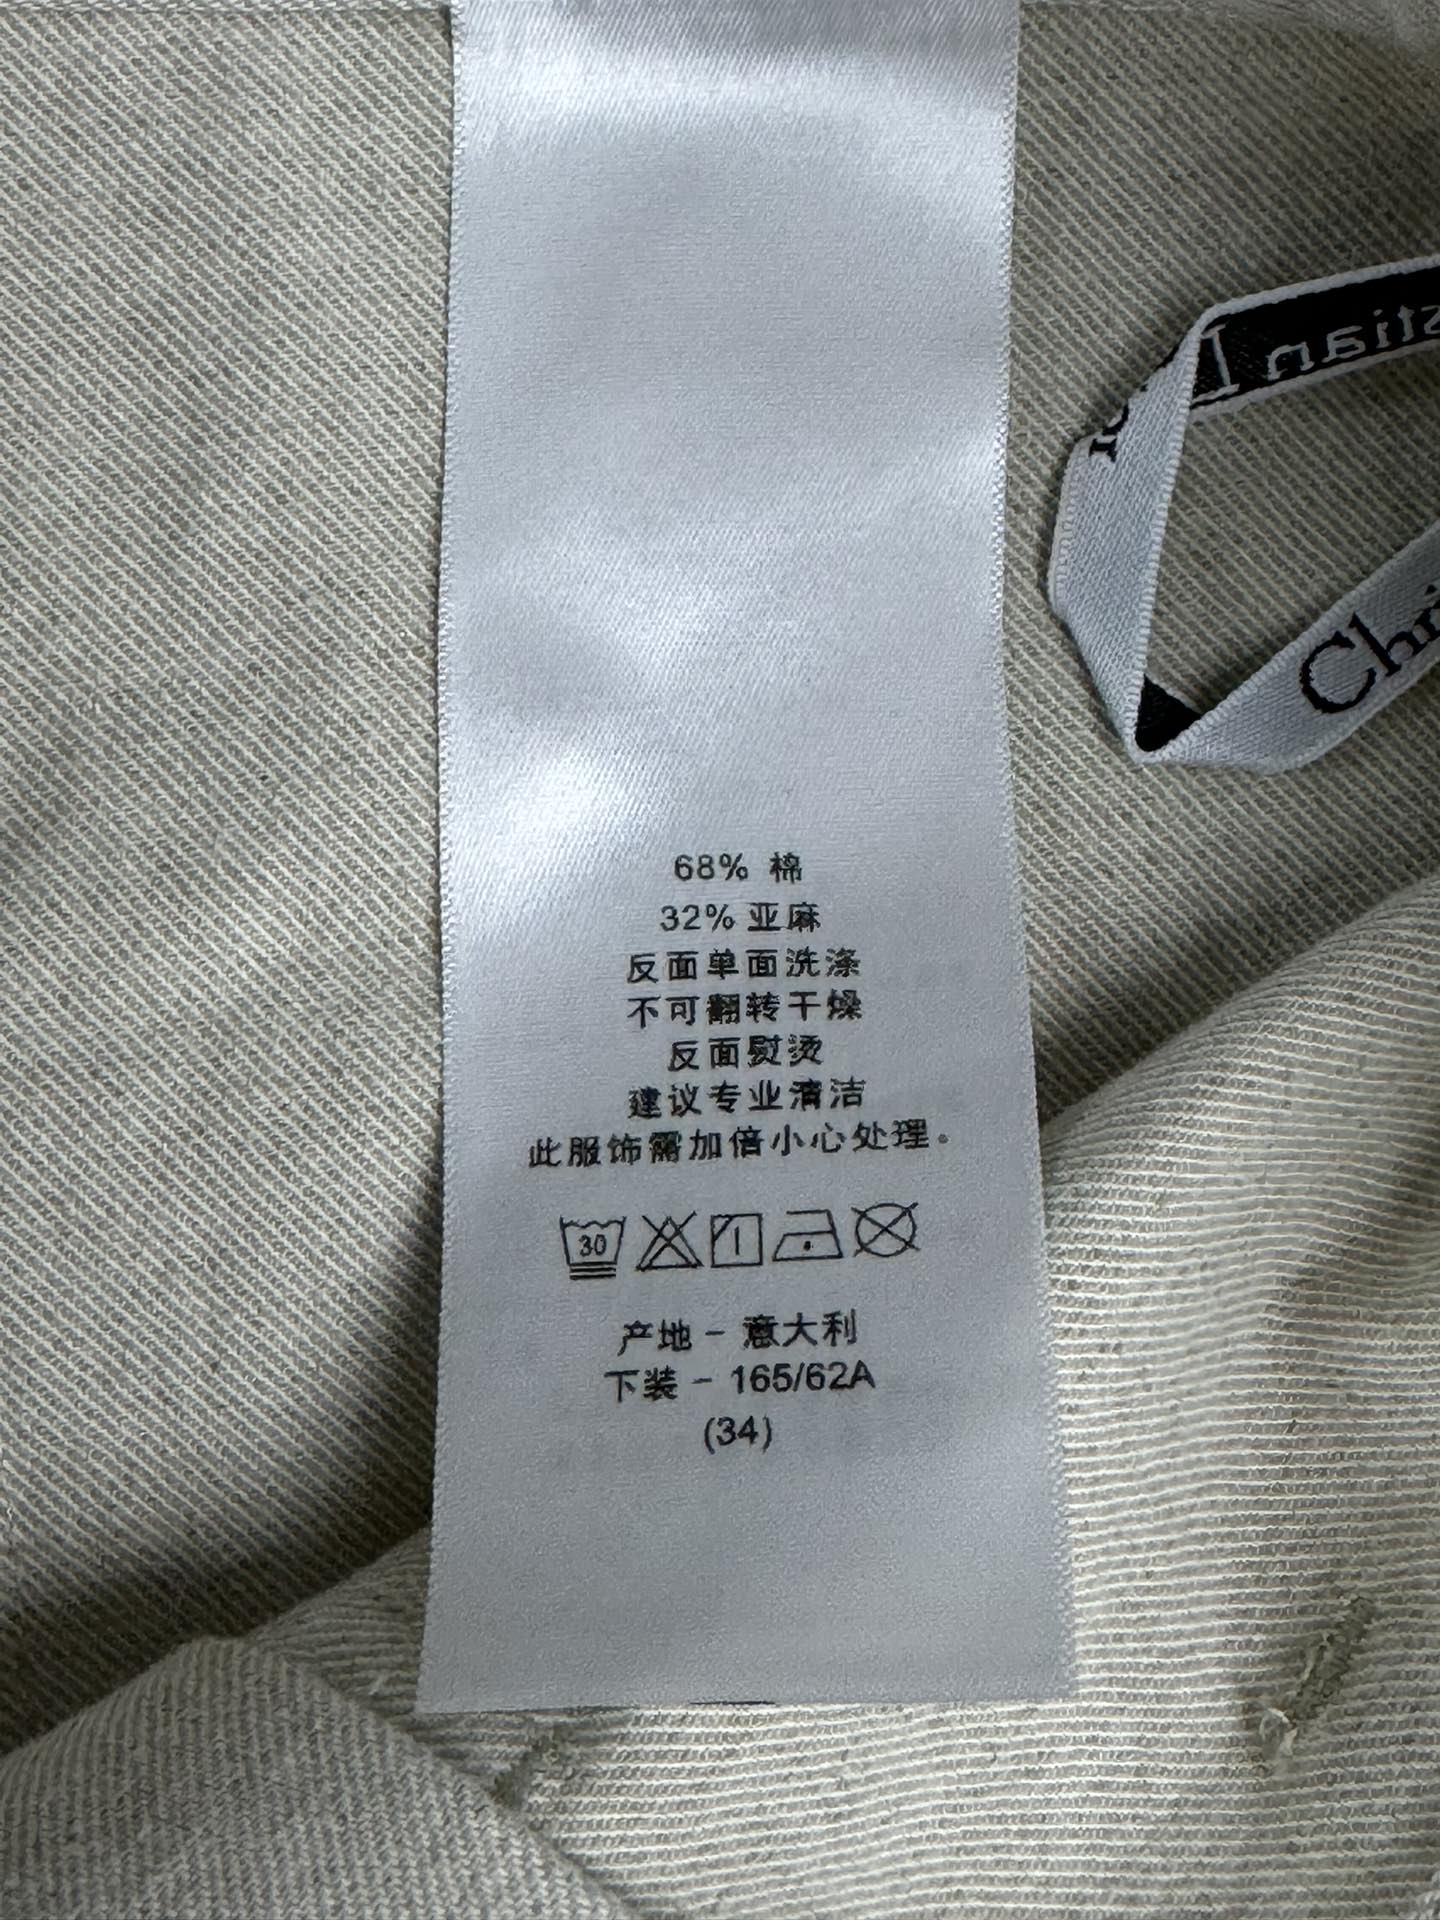 68% 棉
32% 亚麻
反面单面洗涤
不可翻转干燥
反面熨烫
建议专业清洁
此服饰需加倍小心处理。
30
产地 - 意大利
下装 - 165/62A
(34)
stian D
or
Chri